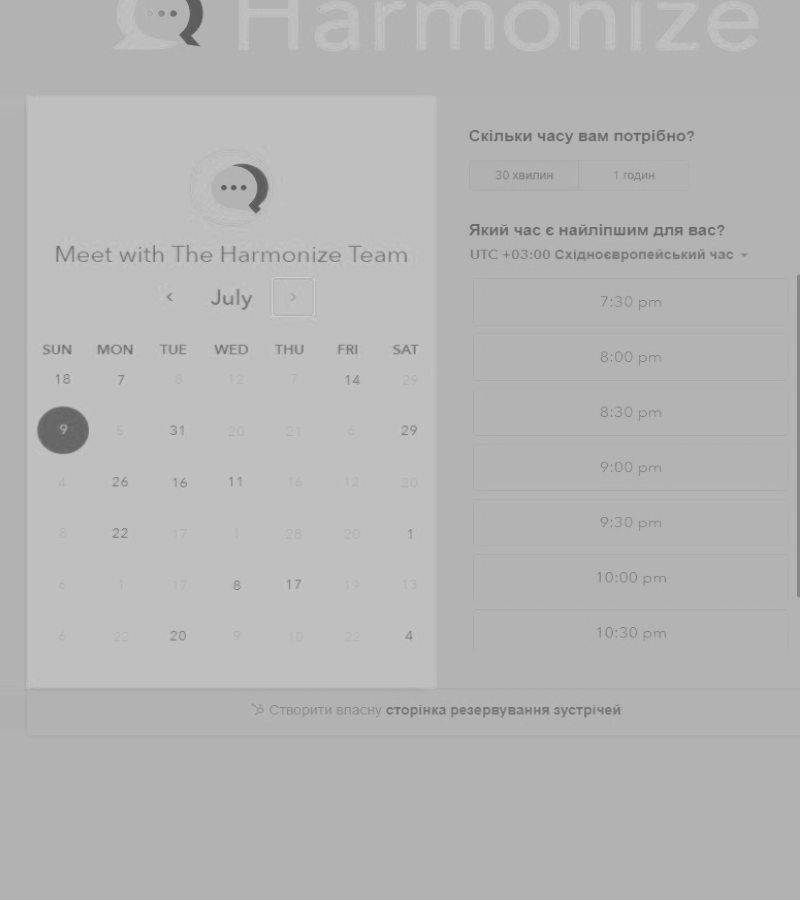 Harmonize
Meet with The Harmonize Team
July
SUN MON TUE WED THU FRI SAT
18 7 8 12 7 14 29
9 5 31 20 21 6 29
4 26 16 11 16 12 20
8 22 17 1 28 20 1
6 1 17 8 17 19 13
6 22 20 9 10 22 4
Скільки часу вам потрібно?
30 хвилин 1 годин
Який час є найліпшим для вас?
UTC +03:00 Східноєвропейський час
7:30 pm
8:00 pm
8:30 pm
9:00 pm
9:30 pm
10:00 pm
10:30 pm
Створити власну сторінка резервування зустрічей